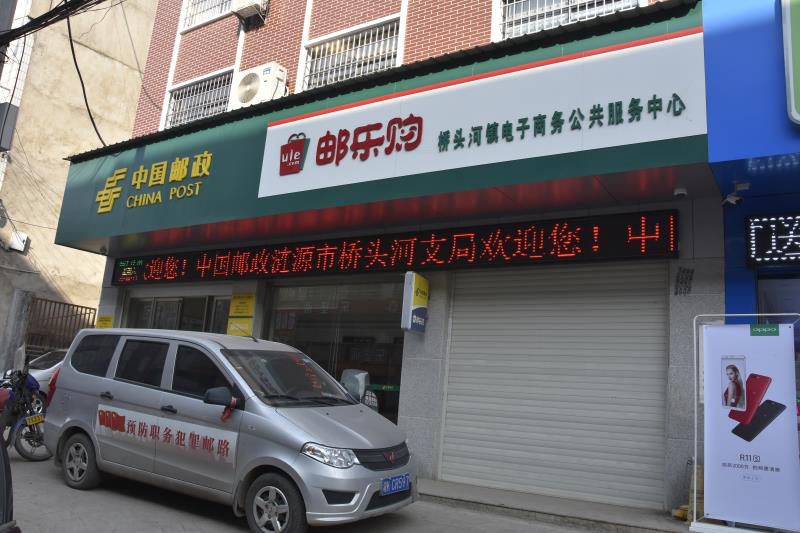 中国邮政
CHINA POST
ule
.com
邮乐购
桥头河镇电子商务公共服务中心
迎您！中国邮政涟源市桥头河支局欢迎您！中
预防职务犯罪邮路
oppo
R11s